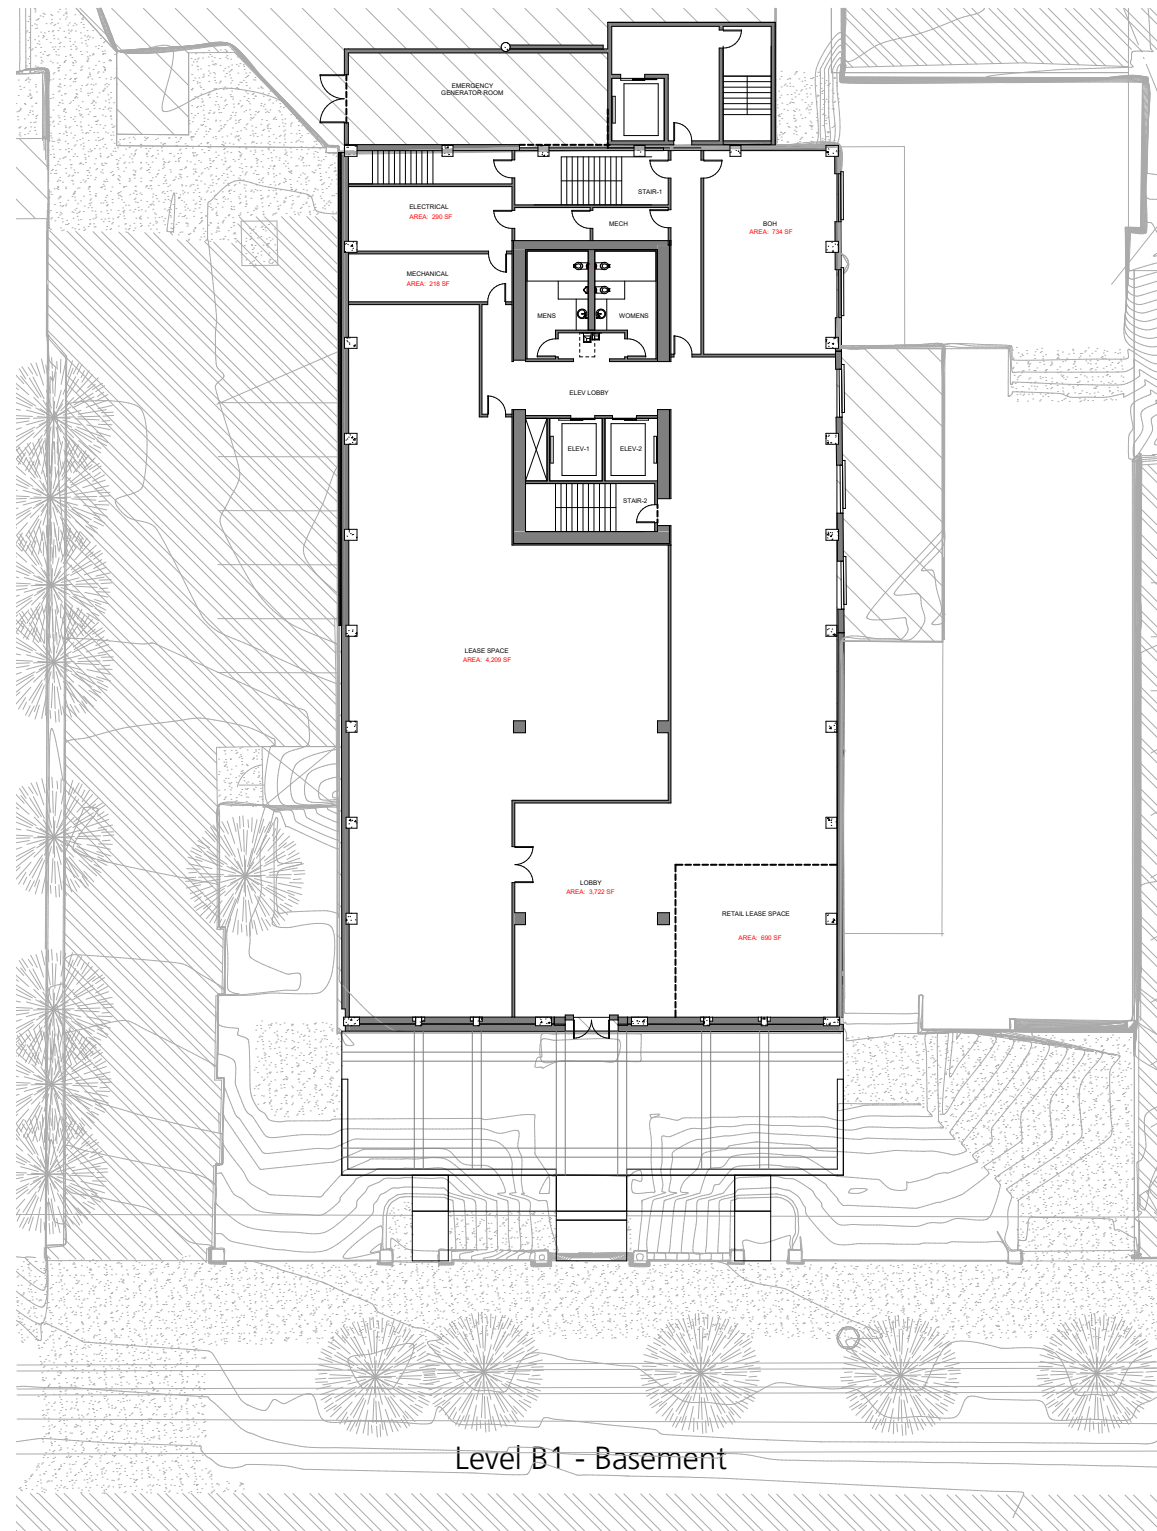 EMERGENCY
GENERATOR ROOM
STAIR-1
ELECTRICAL
AREA: 290 SF
MECH
BOH
AREA: 734 SF
MECHANICAL
AREA: 218 SF
MENS
WOMENS
ELEV LOBBY
ELEV-1
ELEV-2
STAIR-2
LEASE SPACE
AREA: 4,209 SF
LOBBY
AREA: 3,722 SF
RETAIL LEASE SPACE
AREA: 690 SF
Level B1 - Basement